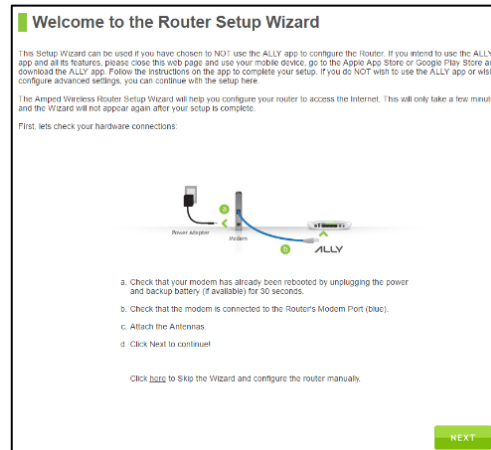 Welcome to the Router Setup Wizard
This Setup Wizard can be used if you have chosen to NOT use the ALLY app to configure the Router. If you intend to use the ALLY
app and all its features, please close this web page and use your mobile device, go to the Apple App Store or Google Play Store
download the ALLY app. Follow the instructions on the app to complete your setup. If you do NOT wish to use the ALLY app or
configure advanced settings, you can continue with the setup here.
The Amped Wireless Router Setup Wizard will help you configure your router to access the Internet. This will only take a few
and the Wizard will not appear again after your setup is complete.
First, lets check your hardware connections:
a
Power Adapter
Modem
b
ALLY
a. Check that your modem has already been rebooted by unplugging the power
and backup battery (if available) for 30 seconds.
b. Check that the modem is connected to the Router's Modem Port (blue).
c. Attach the Antennas.
d. Click Next to continue!
Click here to Skip the Wizard and configure the router manually.
NEXT